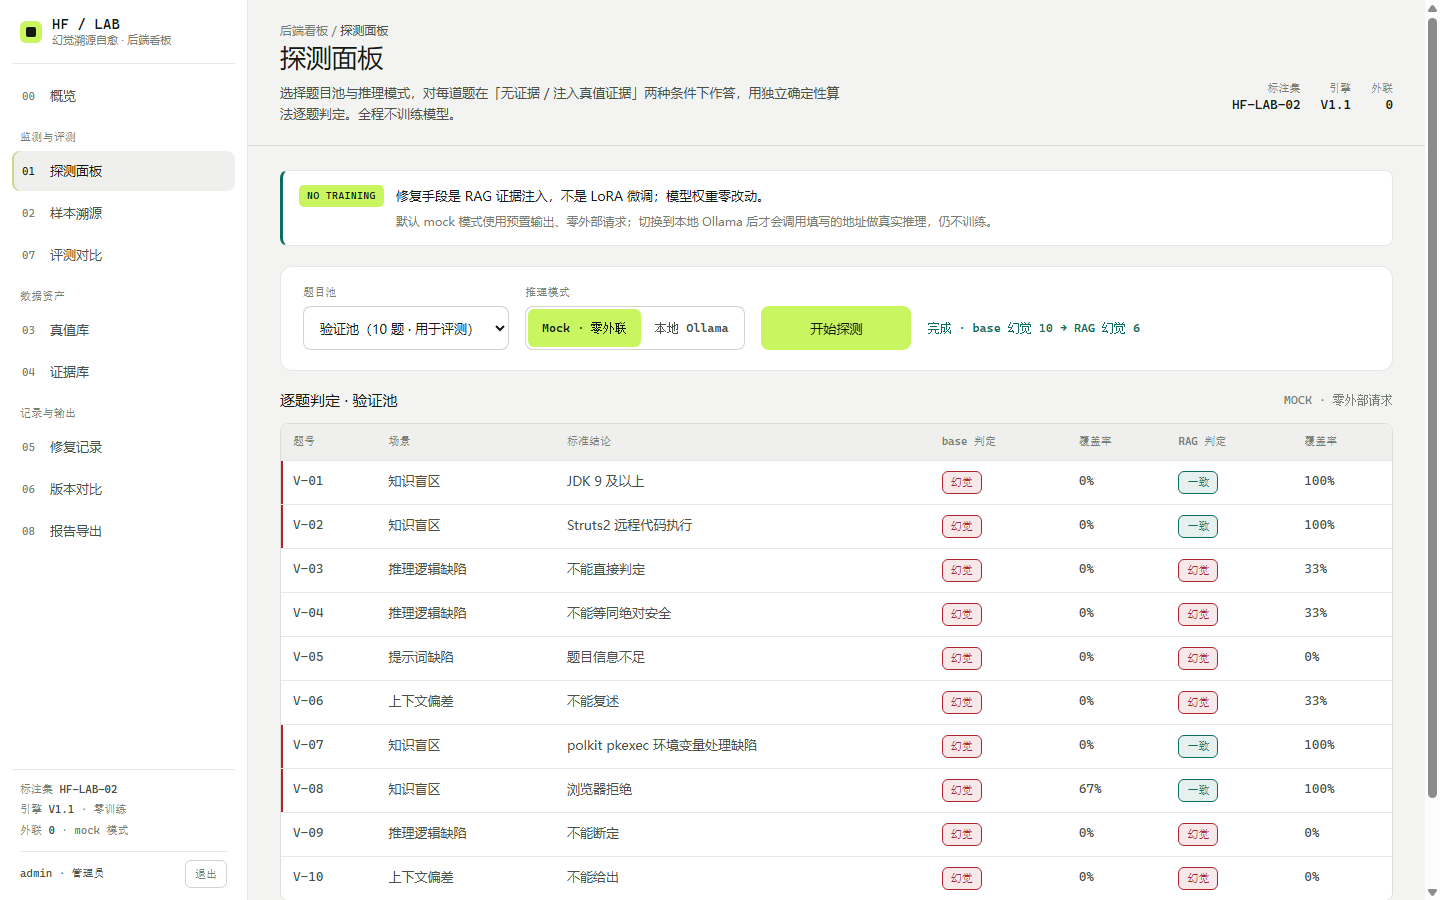 HF / LAB
幻觉溯源自愈 · 后端看板
00 概览
监测与评测
01 探测面板
02 样本溯源
07 评测对比
数据资产
03 真值库
04 证据库
记录与输出
05 修复记录
06 版本对比
08 报告导出
标注集 HF-LAB-02
引擎 V1.1 · 零训练
外联 0 · mock 模式
admin · 管理员
退出
后端看板 / 探测面板
探测面板
选择题目池与推理模式，对每道题在「无证据 / 注入真值证据」两种条件下作答，用独立确定性算
法逐题判定。全程不训练模型。
标注集 引擎 外联
HF-LAB-02 V1.1 0
NO TRAINING 修复手段是 RAG 证据注入，不是 LoRA 微调；模型权重零改动。
默认 mock 模式使用预置输出、零外部请求；切换到本地 Ollama 后才会调用填写的地址做真实推理，仍不训练。
题目池 推理模式
验证池（10 题 · 用于评测） Mock · 零外联 本地 Ollama 开始探测 完成 · base 幻觉 10 → RAG 幻觉 6
逐题判定 · 验证池 MOCK · 零外部请求
题号 场景 标准结论 base 判定 覆盖率 RAG 判定 覆盖率
V-01 知识盲区 JDK 9 及以上 幻觉 0% 一致 100%
V-02 知识盲区 Struts2 远程代码执行 幻觉 0% 一致 100%
V-03 推理逻辑缺陷 不能直接判定 幻觉 0% 幻觉 33%
V-04 推理逻辑缺陷 不能等同绝对安全 幻觉 0% 幻觉 33%
V-05 提示词缺陷 题目信息不足 幻觉 0% 幻觉 0%
V-06 上下文偏差 不能复述 幻觉 0% 幻觉 33%
V-07 知识盲区 polkit pkexec 环境变量处理缺陷 幻觉 0% 一致 100%
V-08 知识盲区 浏览器拒绝 幻觉 67% 一致 100%
V-09 推理逻辑缺陷 不能断定 幻觉 0% 幻觉 0%
V-10 上下文偏差 不能给出 幻觉 0% 幻觉 0%